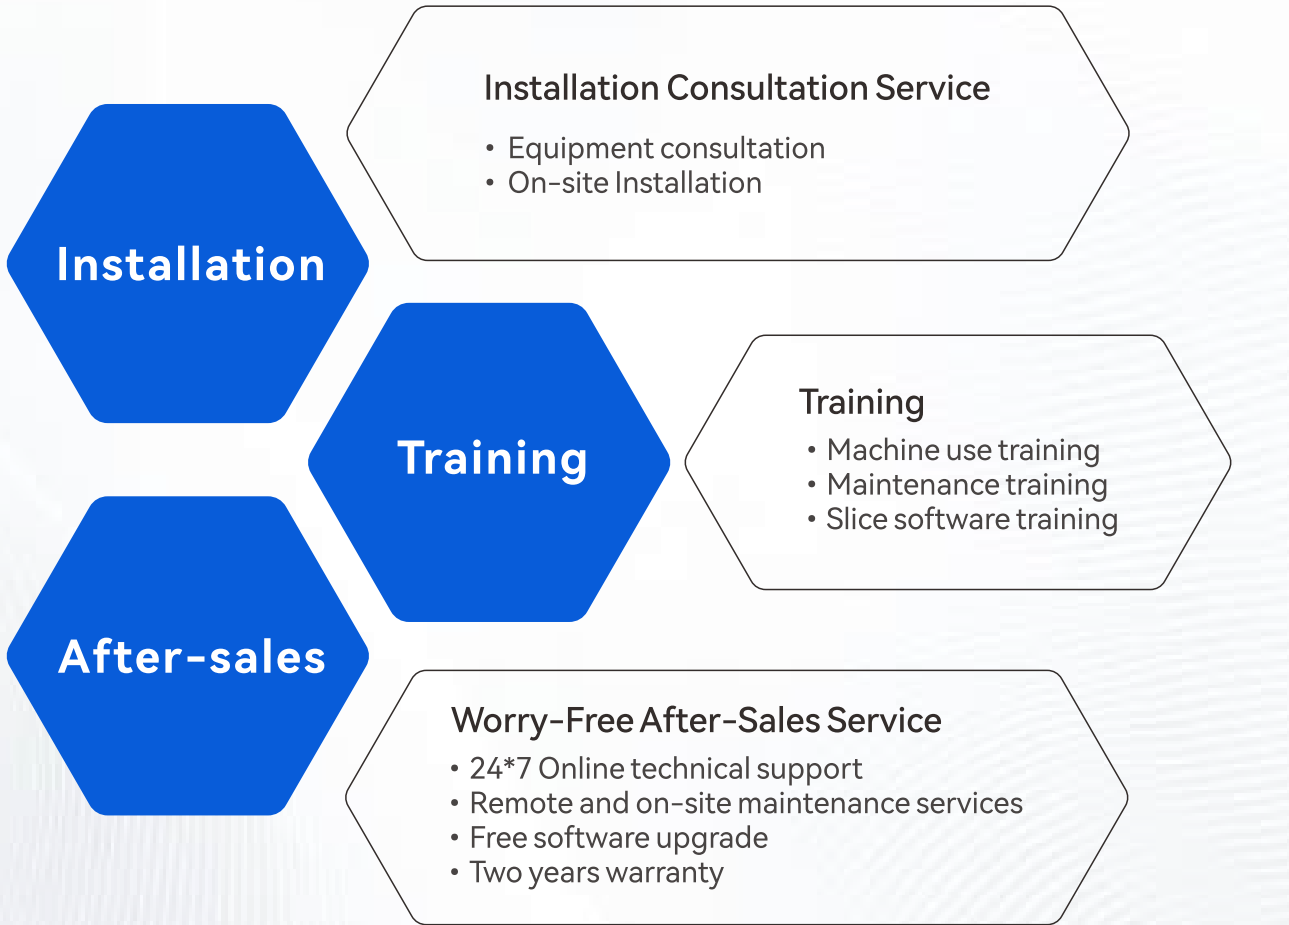 Installation
Installation Consultation Service
• Equipment consultation
• On-site Installation
Training
Training
• Machine use training
• Maintenance training
• Slice software training
After-sales
Worry-Free After-Sales Service
• 24*7 Online technical support
• Remote and on-site maintenance services
• Free software upgrade
• Two years warranty